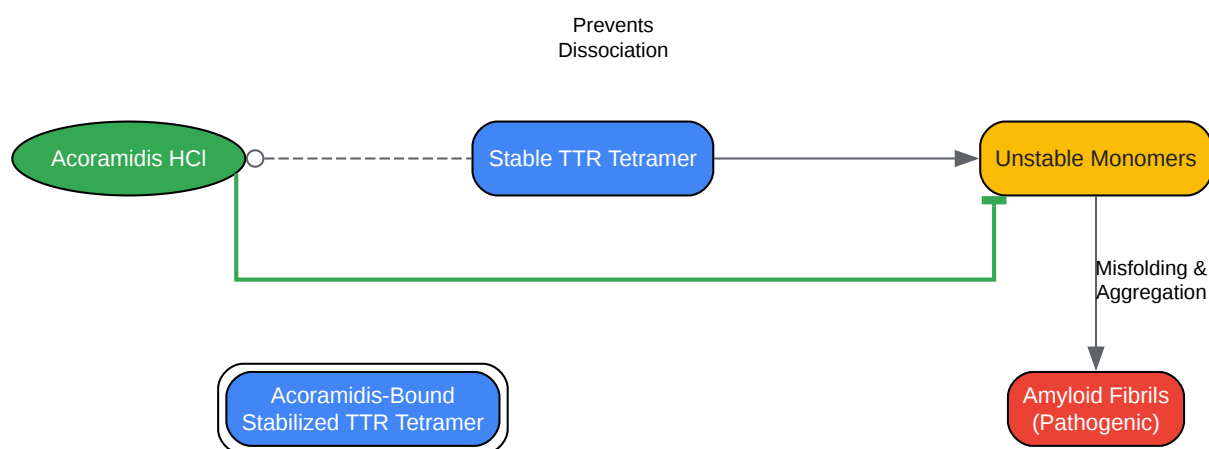 Prevents
Dissociation
Acoramidis HCl
Stable TTR Tetramer
Unstable Monomers
Misfolding &
Aggregation
Acoramidis-Bound
Stabilized TTR Tetramer
Amyloid Fibrils
(Pathogenic)